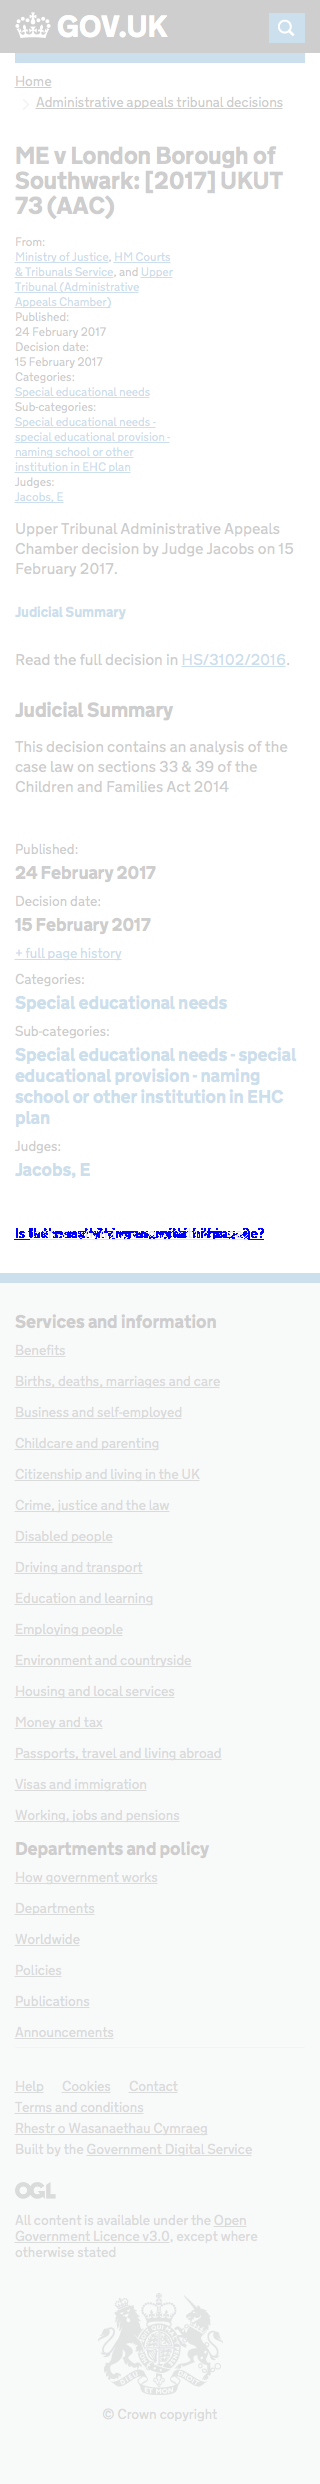 GOV.UK
Home
Administrative appeals tribunal decisions
ME v London Borough of
Southwark: [2017] UKUT
73 (AAC)
From:
Ministry of Justice, HM Courts
& Tribunals Service, and Upper
Tribunal (Administrative
Appeals Chamber)
Published:
24 February 2017
Decision date:
15 February 2017
Categories:
Special educational needs
Sub-categories:
Special educational needs -
special educational provision -
naming school or other
institution in EHC plan
Judges:
Jacobs, E
Upper Tribunal Administrative Appeals
Chamber decision by Judge Jacobs on 15
February 2017.
Judicial Summary
Read the full decision in HS/3102/2016.
Judicial Summary
This decision contains an analysis of the
case law on sections 33 & 39 of the
Children and Families Act 2014
Published:
24 February 2017
Decision date:
15 February 2017
+ full page history
Categories:
Special educational needs
Sub-categories:
Special educational needs - special
educational provision - naming
school or other institution in EHC
plan
Judges:
Jacobs, E
Is
Services and information
Benefits
Births, deaths, marriages and care
Business and self-employed
Childcare and parenting
Citizenship and living in the UK
Crime, justice and the law
Disabled people
Driving and transport
Education and learning
Employing people
Environment and countryside
Housing and local services
Money and tax
Passports, travel and living abroad
Visas and immigration
Working, jobs and pensions
Departments and policy
How government works
Departments
Worldwide
Policies
Publications
Announcements
Help Cookies Contact
Terms and conditions
Rhestr o Wasanaethau Cymraeg
Built by the Government Digital Service
OGL
All content is available under the Open
Government Licence v3.0, except where
otherwise stated
© Crown copyright